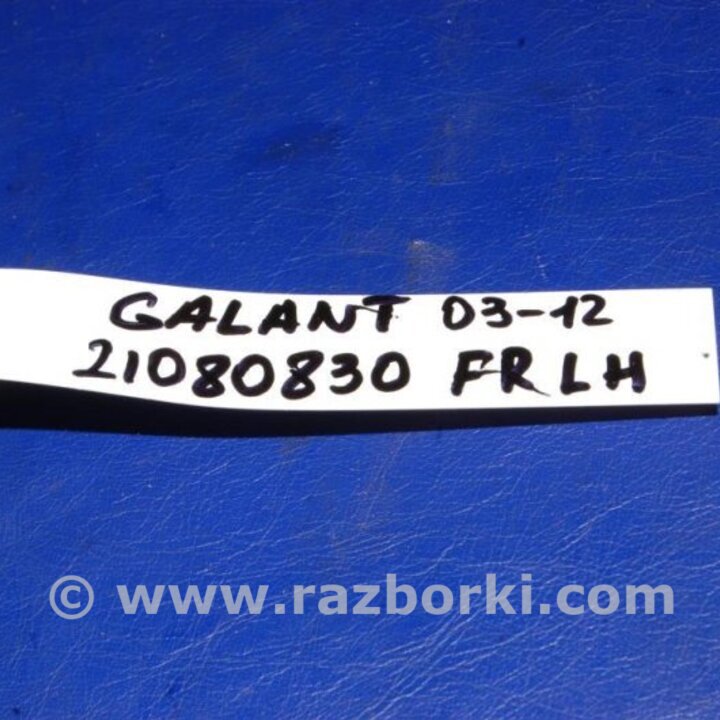 GALANT 03-12
21080830 FR LH
© www.razborki.com